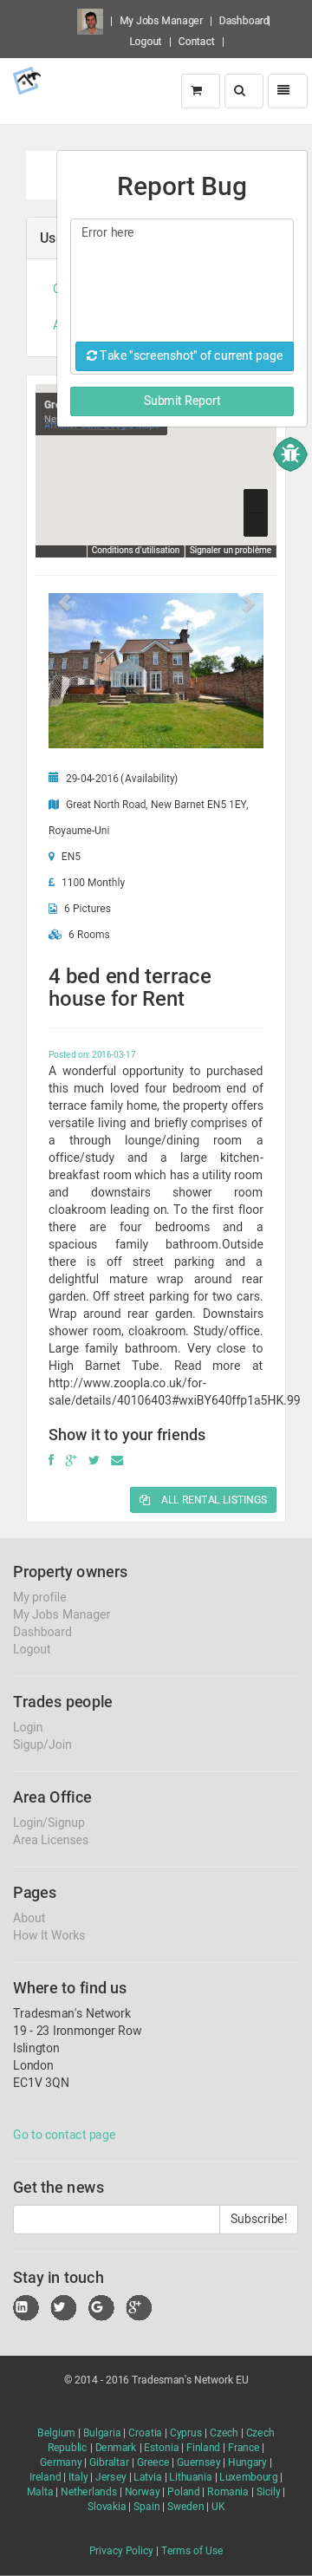 | My Jobs Manager | Dashboard|
Logout | Contact |
Report Bug
Error here
Take "screenshot" of current page
Submit Report
Conditions d'utilisation | Signaler un problème
29-04-2016 (Availability)
Great North Road, New Barnet EN5 1EY,
Royaume-Uni
EN5
£ 1100 Monthly
6 Pictures
6 Rooms
4 bed end terrace
house for Rent
Posted on: 2016-03-17
A wonderful opportunity to purchased
this much loved four bedroom end of
terrace family home, the property offers
versatile living and briefly comprises of
a through lounge/dining room a
office/study and a large kitchen-
breakfast room which has a utility room
and downstairs shower room
cloakroom leading on. To the first floor
there are four bedrooms and a
spacious family bathroom.Outside
there is off street parking and a
delightful mature wrap around rear
garden. Off street parking for two cars.
Wrap around rear garden. Downstairs
shower room, cloakroom. Study/office.
Large family bathroom. Very close to
High Barnet Tube. Read more at
http://www.zoopla.co.uk/for-
sale/details/40106403#wxiBY640ffp1a5HK.99
Show it to your friends
ALL RENTAL LISTINGS
Property owners
My profile
My Jobs Manager
Dashboard
Logout
Trades people
Login
Sigup/Join
Area Office
Login/Signup
Area Licenses
Pages
About
How It Works
Where to find us
Tradesman's Network
19 - 23 Ironmonger Row
Islington
London
EC1V 3QN
Go to contact page
Get the news
Subscribe!
Stay in touch
© 2014 - 2016 Tradesman's Network EU
Belgium | Bulgaria | Croatia | Cyprus | Czech | Czech
Republic | Denmark | Estonia | Finland | France |
Germany | Gibraltar | Greece | Guernsey | Hungary |
Ireland | Italy | Jersey | Latvia | Lithuania | Luxembourg |
Malta | Netherlands | Norway | Poland | Romania | Sicily |
Slovakia | Spain | Sweden | UK
Privacy Policy | Terms of Use